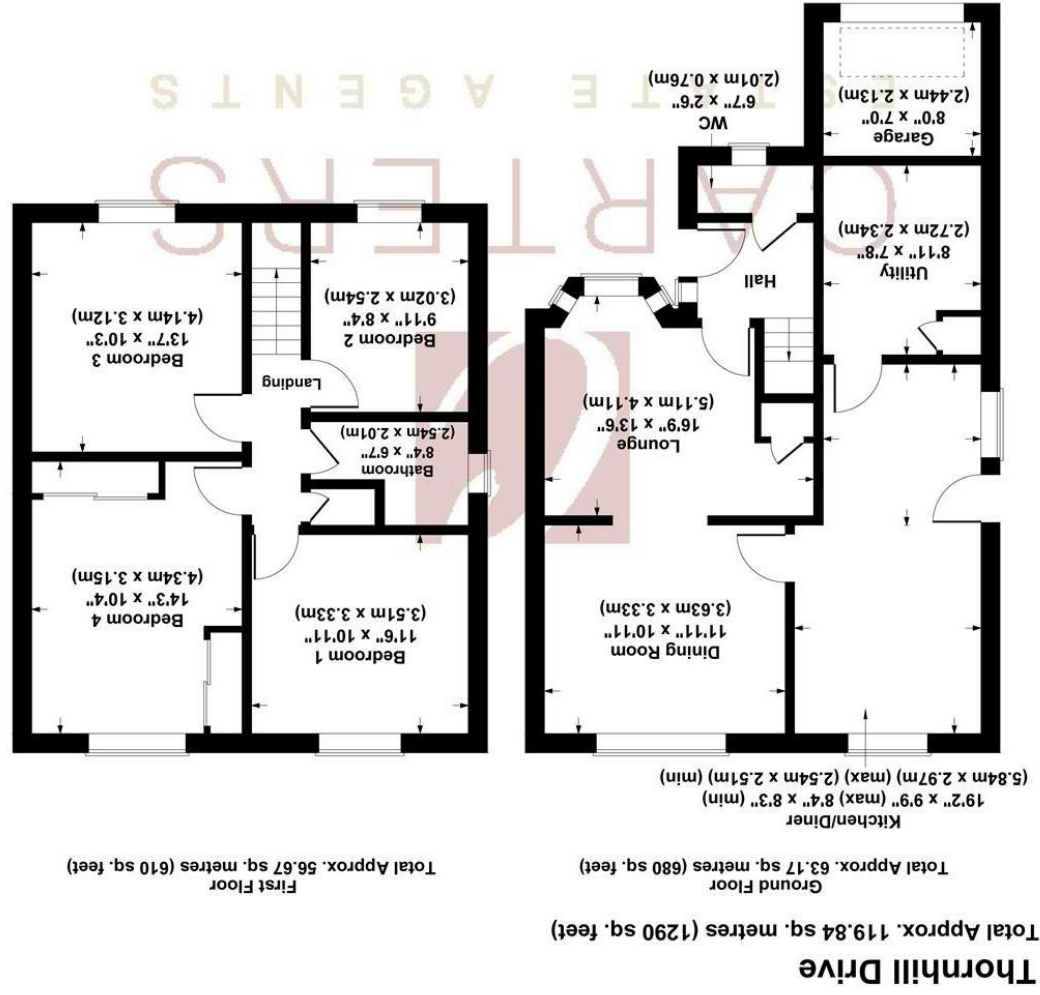 Thornhill Drive
Total Approx. 119.84 sq. metres (1290 sq. feet)
Ground Floor
Total Approx. 63.17 sq. metres (680 sq. feet)
First Floor
Total Approx. 56.67 sq. metres (610 sq. feet)
Kitchen/Diner
19'2" x 9'9" (max) 8'4" x 8'3" (min)
(5.84m x 2.97m) (max) (2.54m x 2.51m) (min)
Dining Room
11'11" x 10'11"
(3.63m x 3.33m)
Lounge
16'9" x 13'6"
(5.11m x 4.11m)
Hall
Utility
8'11" x 7'8"
(2.72m x 2.34m)
WC
6'7" x 2'6"
(2.01m x 0.76m)
Garage
8'0" x 7'0"
(2.44m x 2.13m)
Bedroom 1
11'6" x 10'11"
(3.51m x 3.33m)
Bedroom 4
14'3" x 10'4"
(4.34m x 3.15m)
Bathroom
8'4" x 6'7"
(2.54m x 2.01m)
Landing
Bedroom 2
9'11" x 8'4"
(3.02m x 2.54m)
Bedroom 3
13'7" x 10'3"
(4.14m x 3.12m)
CARTERS
ESTATE AGENTS